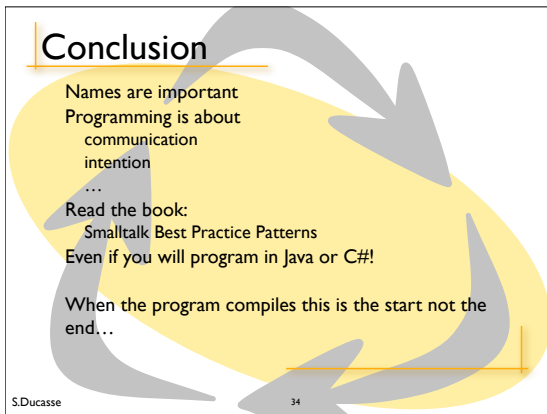 Conclusion
Names are important
Programming is about
communication
intention
…
Read the book:
Smalltalk Best Practice Patterns
Even if you will program in Java or C#!
When the program compiles this is the start not the
end…
S.Ducasse
34